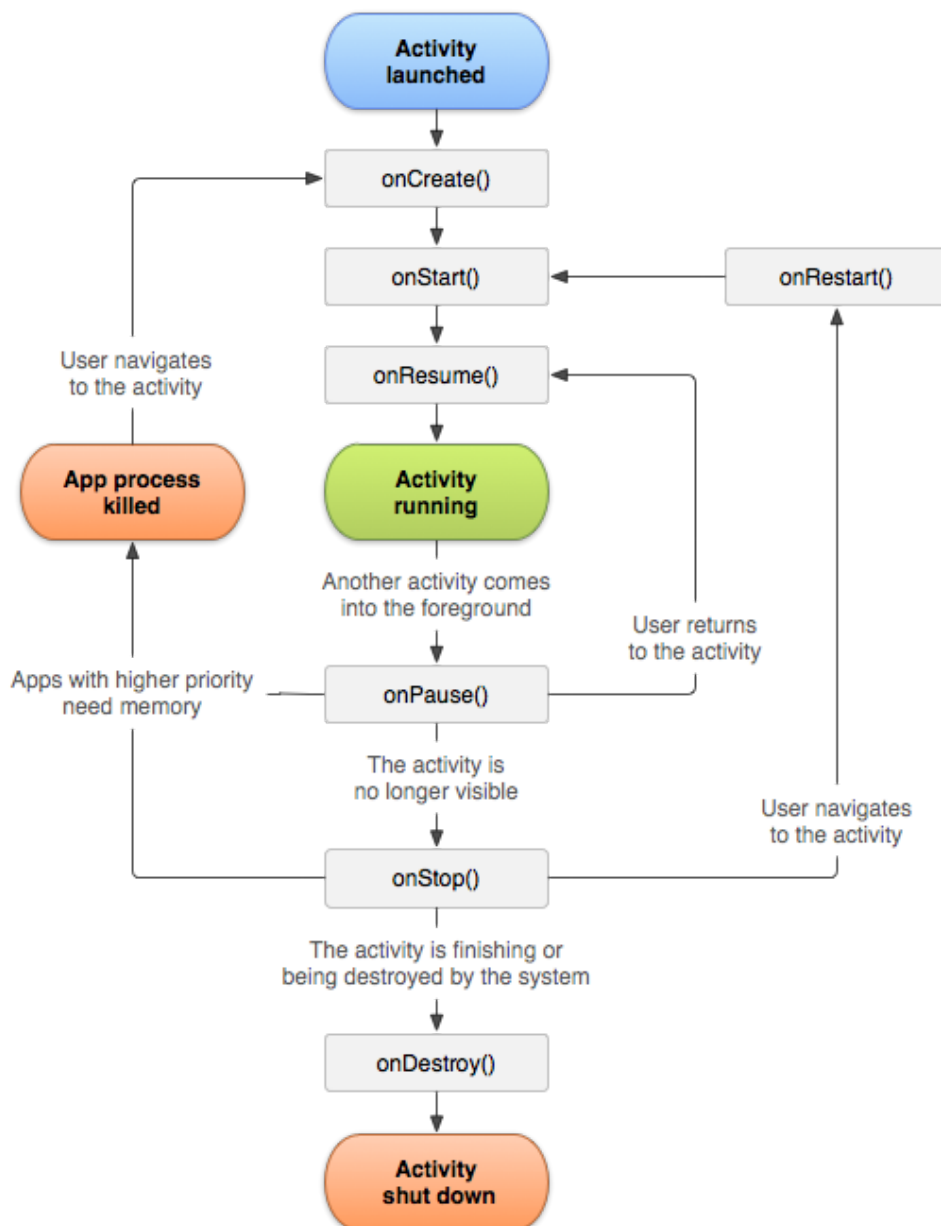 Activity
launched
onCreate()
onStart()
onRestart()
onResume()
User navigates
to the activity
App process
killed
Activity
running
Another activity comes
into the foreground
User returns
to the activity
Apps with higher priority
need memory
onPause()
The activity is
no longer visible
User navigates
to the activity
onStop()
The activity is finishing or
being destroyed by the system
onDestroy()
Activity
shut down